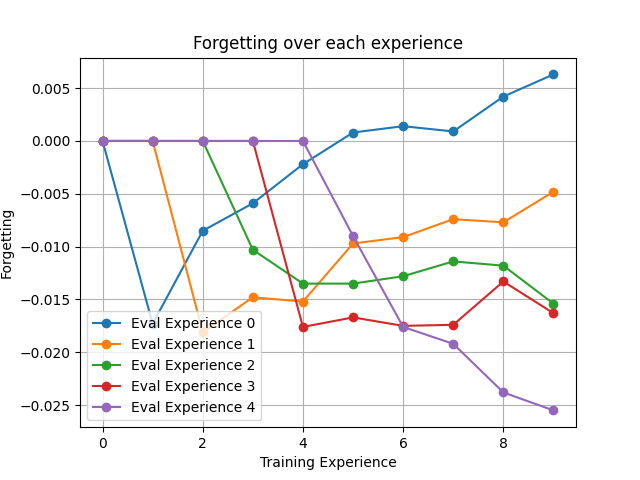 Forgetting over each experience
0.005
0.000
−0.005
−0.010
−0.015
−0.020
−0.025
Forgetting
Eval Experience 0
Eval Experience 1
Eval Experience 2
Eval Experience 3
Eval Experience 4
0 2 4 6 8
Training Experience